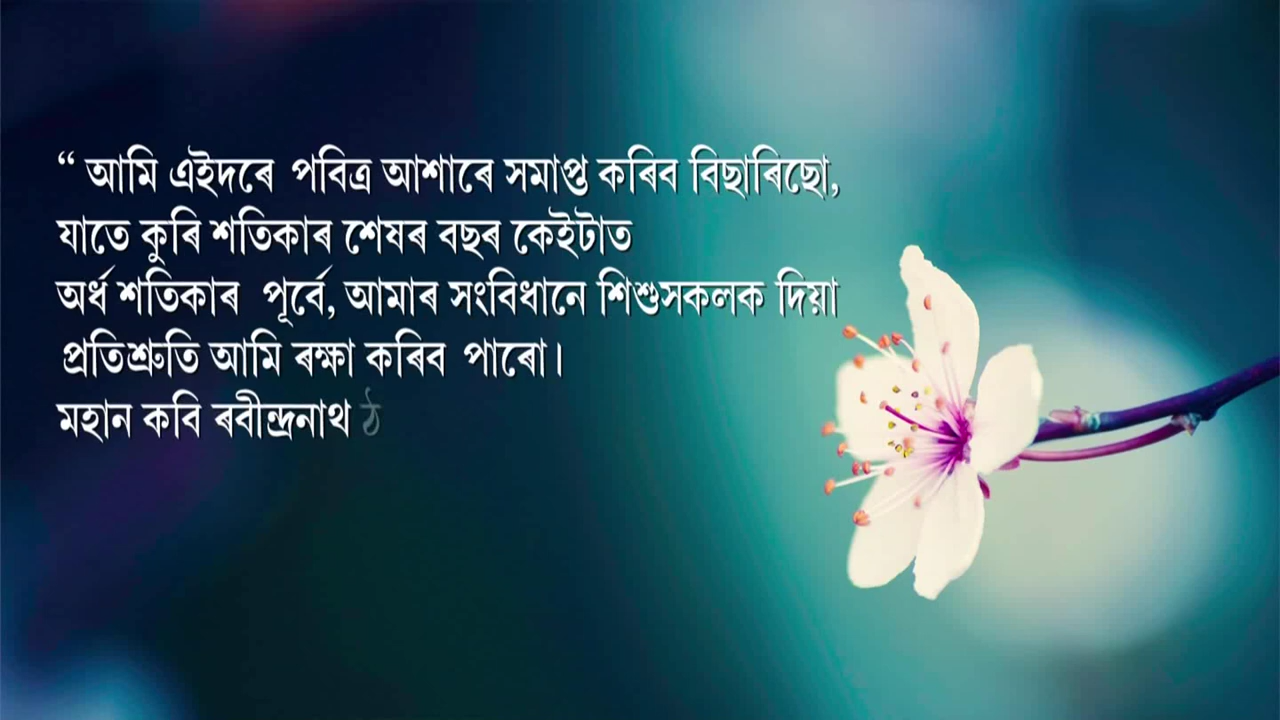 “ আমি এইদৰে পবিত্ৰ আশাৰে সমাপ্ত কৰিব বিছাৰিছো,
যাতে কুৰি শতিকাৰ শেষৰ বছৰ কেইটাত
অৰ্ধ শতিকাৰ পূৰ্বে, আমাৰ সংবিধানে শিশুসকলক দিয়া
প্ৰতিশ্ৰুতি আমি ৰক্ষা কৰিব পাৰো।
মহান কবি ৰবীন্দ্ৰনাথ ঠ